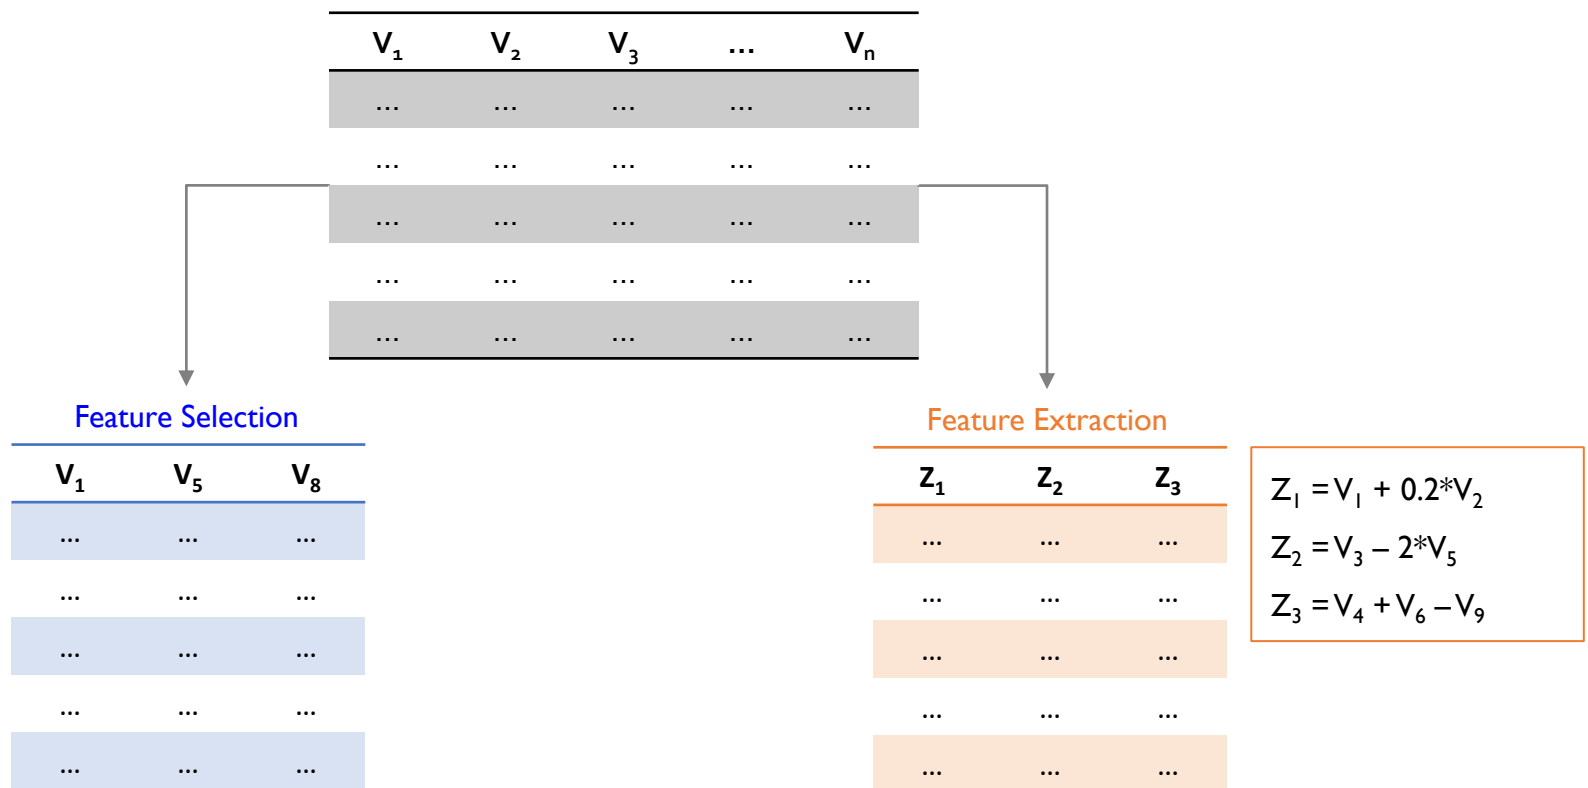 V₁ V₂ V₃ ... Vₙ
... ... ... ... ...
... ... ... ... ...
... ... ... ... ...
... ... ... ... ...
... ... ... ... ...
Feature Selection
V₁ V₅ V₈
... ... ...
... ... ...
... ... ...
... ... ...
... ... ...
Feature Extraction
Z₁ Z₂ Z₃
... ... ...
... ... ...
... ... ...
... ... ...
... ... ...
Z₁ = V₁ + 0.2*V₂
Z₂ = V₃ – 2*V₅
Z₃ = V₄ + V₆ – V₉